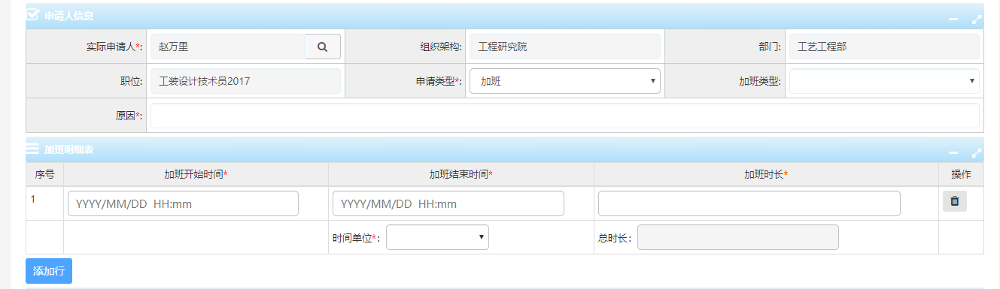 申请人信息
实际申请人*: 赵万里 组织架构: 工程研究院 部门: 工艺工程部
职位: 工装设计技术员2017 申请类型*: 加班 加班类型:
原因*:
加班明细表
序号 加班开始时间* 加班结束时间* 加班时长* 操作
1 YYYY/MM/DD HH:mm YYYY/MM/DD HH:mm
时间单位*: 总时长:
添加行